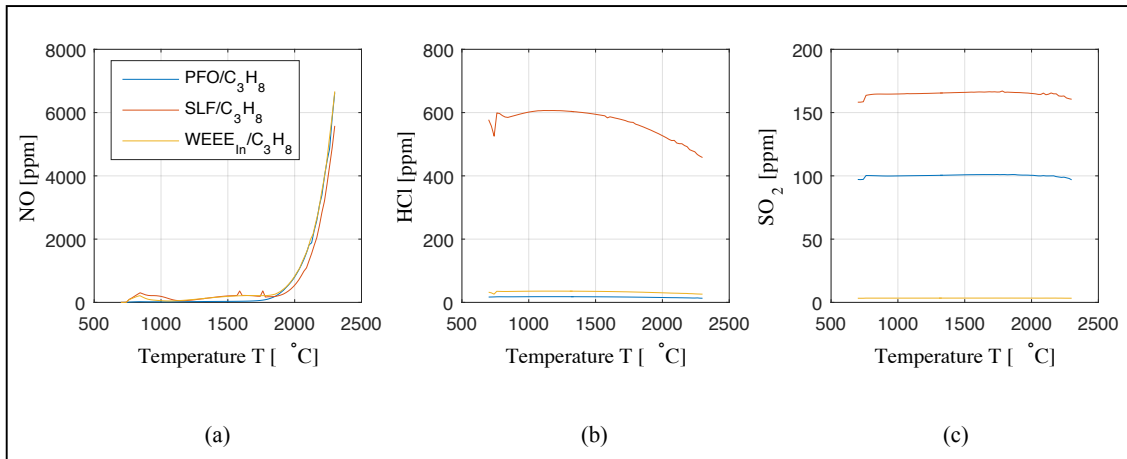 8000
6000
4000
2000
0
NO [ppm]
PFO/C3H8
SLF/C3H8
WEEEIn/C3H8
500 1000 1500 2000 2500
Temperature T [ °C]
(a)
800
600
400
200
0
HCl [ppm]
500 1000 1500 2000 2500
Temperature T [ °C]
(b)
200
150
100
50
0
SO2 [ppm]
500 1000 1500 2000 2500
Temperature T [ °C]
(c)